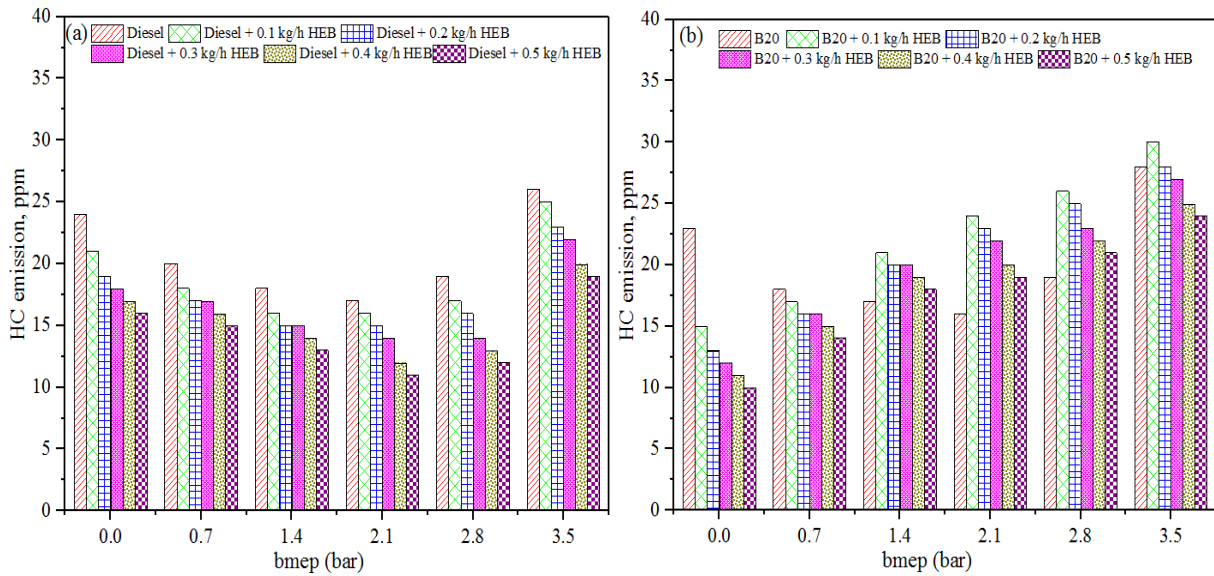 (a)
Diesel Diesel + 0.1 kg/h HEB Diesel + 0.2 kg/h HEB
Diesel + 0.3 kg/h HEB Diesel + 0.4 kg/h HEB Diesel + 0.5 kg/h HEB
HC emission, ppm
40
35
30
25
20
15
10
5
0
0.0 0.7 1.4 2.1 2.8 3.5
bmep (bar)
(b)
B20 B20 + 0.1 kg/h HEB B20 + 0.2 kg/h HEB
B20 + 0.3 kg/h HEB B20 + 0.4 kg/h HEB B20 + 0.5 kg/h HEB
HC emission, ppm
40
35
30
25
20
15
10
5
0
0.0 0.7 1.4 2.1 2.8 3.5
bmep (bar)